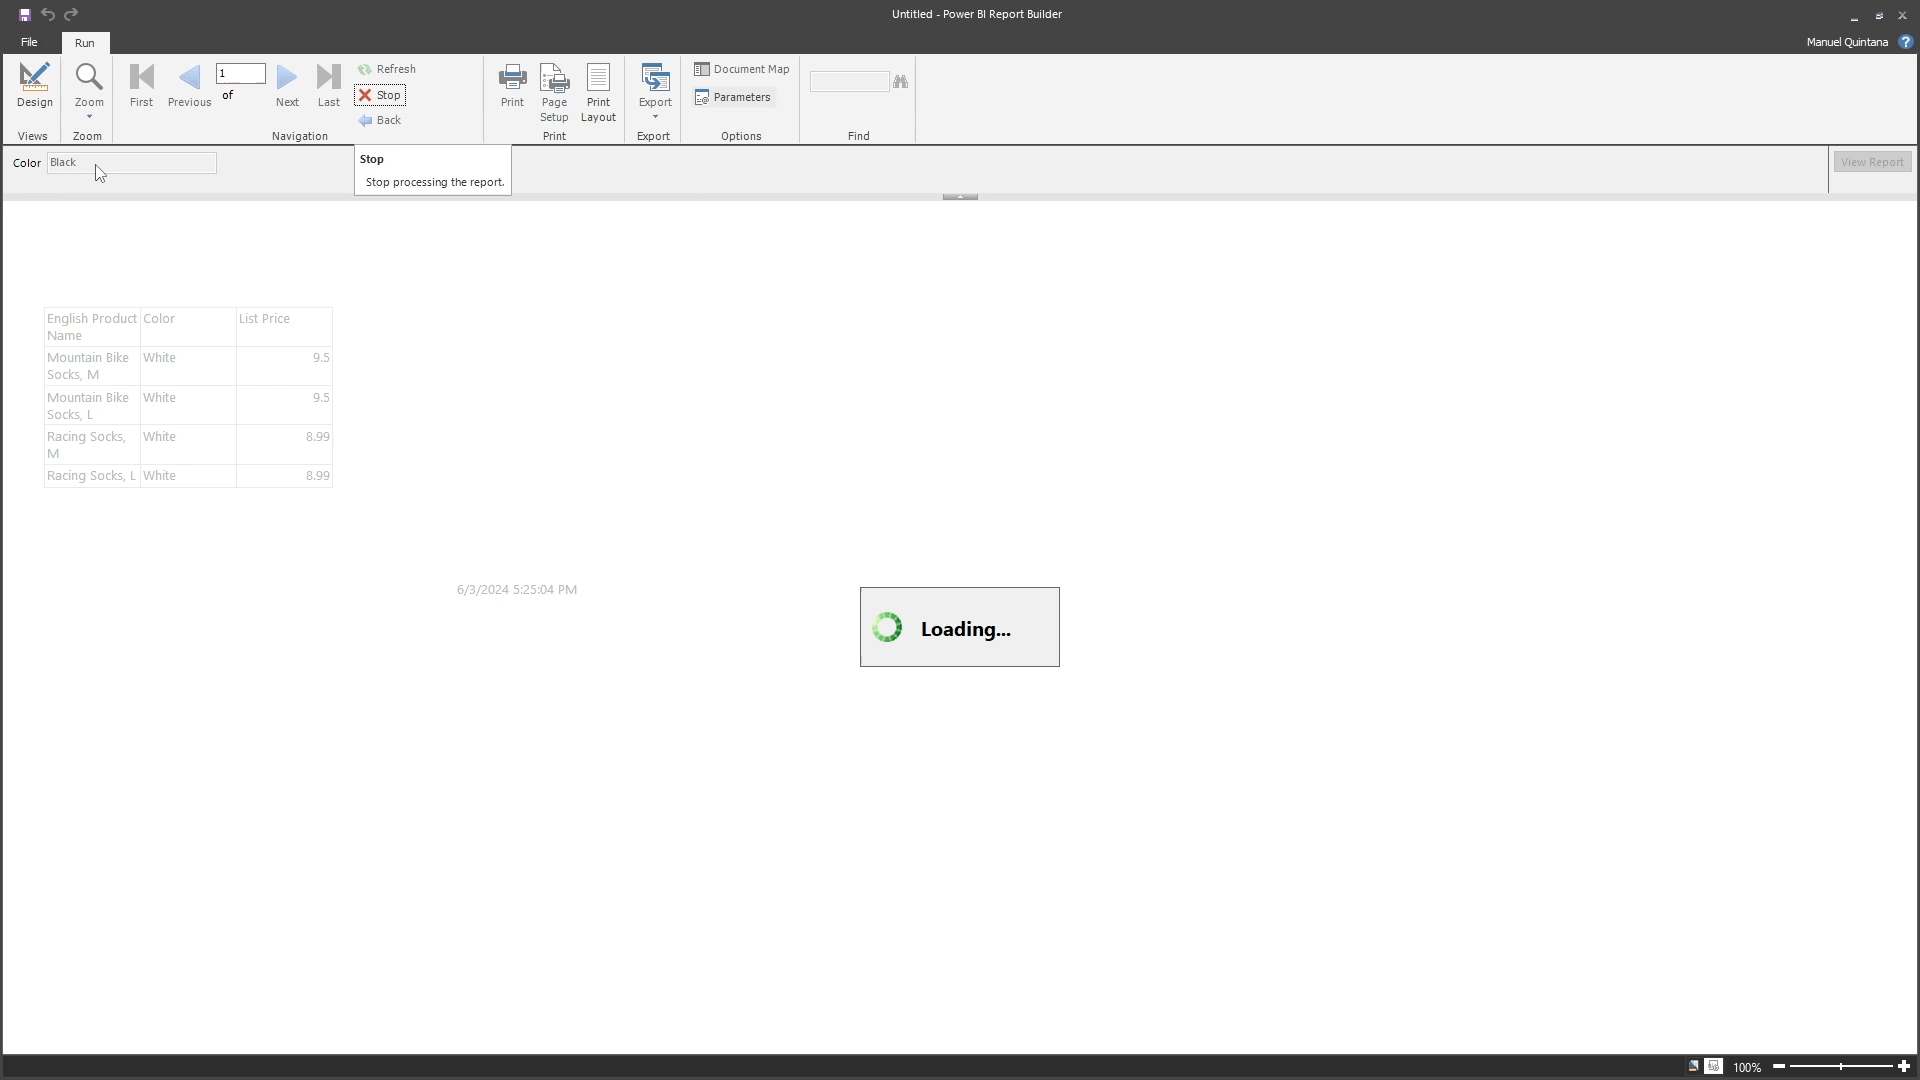 Untitled - Power BI Report Builder
File
Run
Manuel Quintana
Design
Views
Zoom
Zoom
First
Previous
1
of
Next
Last
Refresh
Stop
Back
Navigation
Print
Page
Setup
Print
Layout
Print
Export
Export
Document Map
Parameters
Options
Find
Color
Black
View Report
Stop
Stop processing the report.
English Product
Name
Color
List Price
Mountain Bike
Socks, M
White
9.5
Mountain Bike
Socks, L
White
9.5
Racing Socks,
M
White
8.99
Racing Socks, L
White
8.99
6/3/2024 5:25:04 PM
Loading...
100%